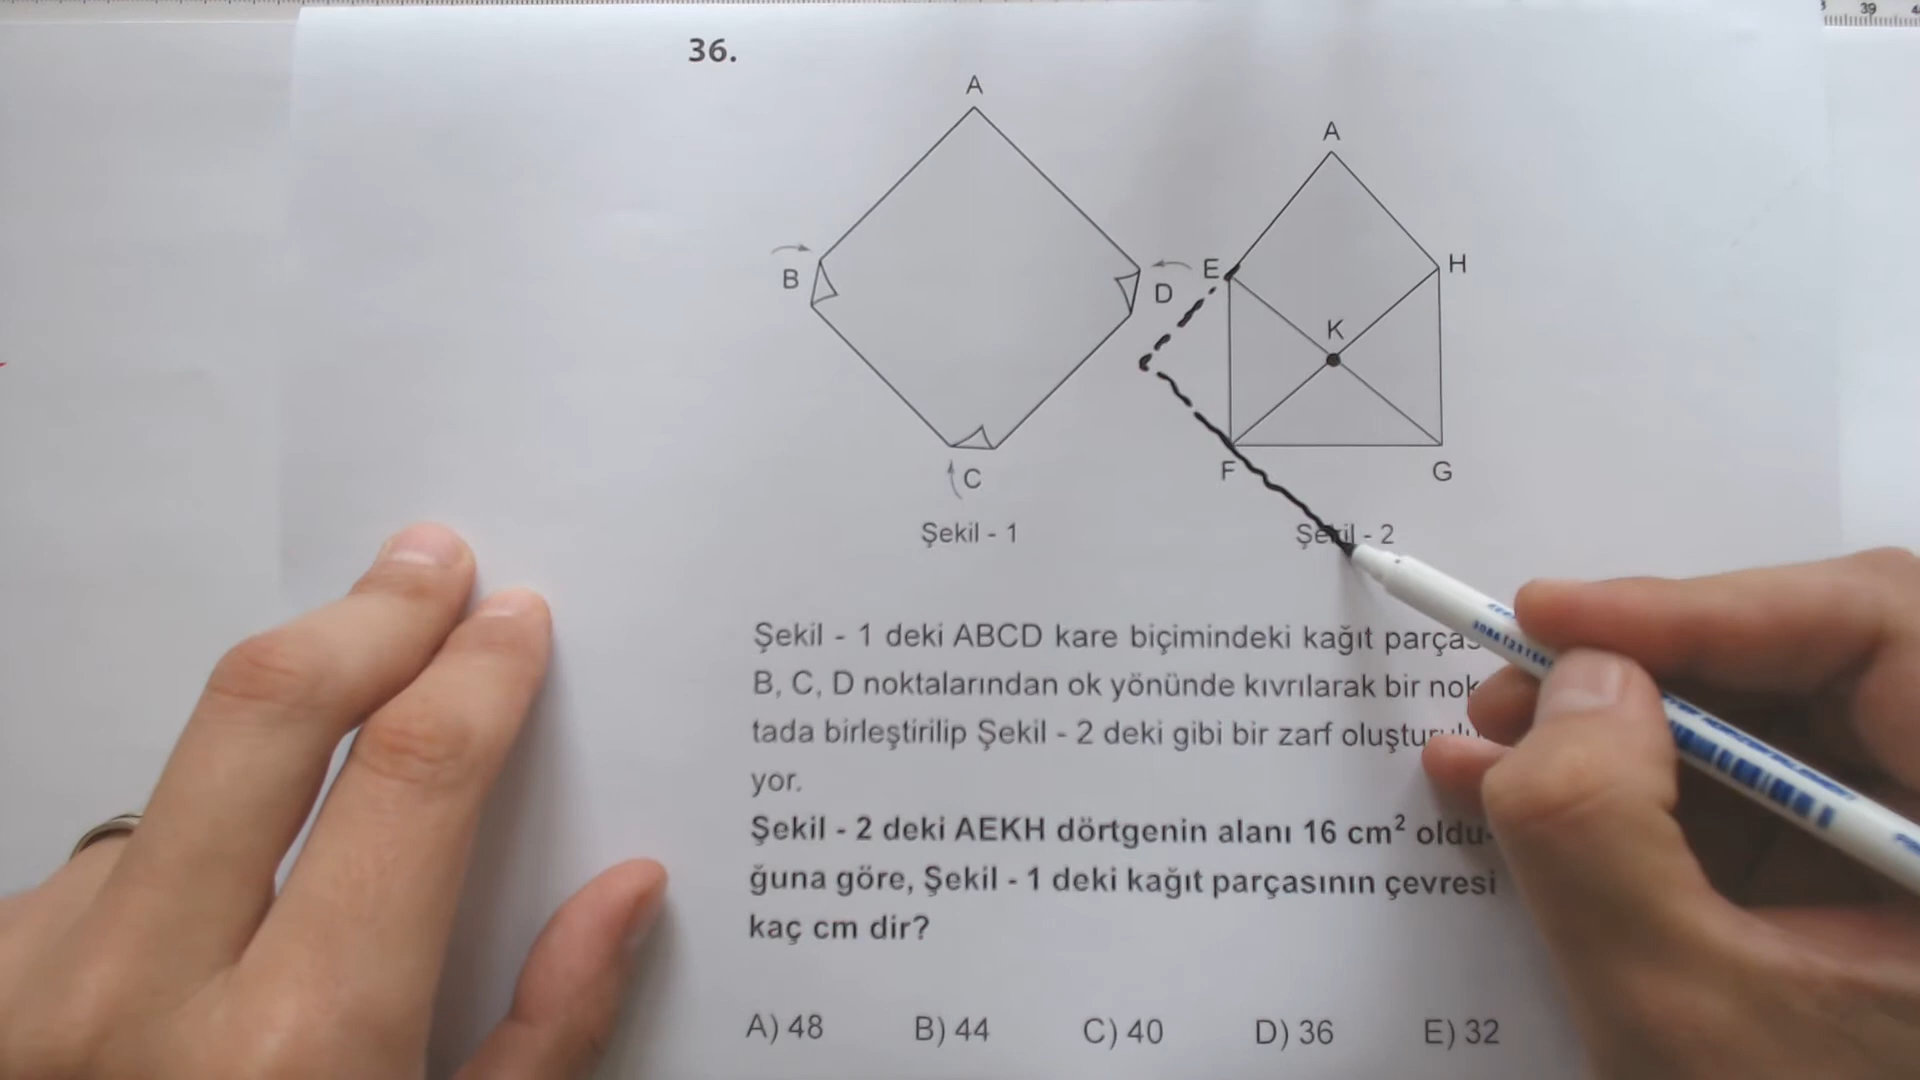 39
36.
A
A
B
D
E
H
K
C
F
G
Şekil - 1
Şekil - 2
Şekil - 1 deki ABCD kare biçimindeki kağıt
B, C, D noktalarından ok yönünde kıvrılarak bir nok
tada birleştirilip Şekil - 2 deki gibi bir zarf
yor.
Şekil - 2 deki AEKH dörtgenin alanı 16 cm² oldu-
ğuna göre, Şekil - 1 deki kağıt parçasının çevresi
kaç cm dir?
A) 48 B) 44 C) 40 D) 36 E) 32